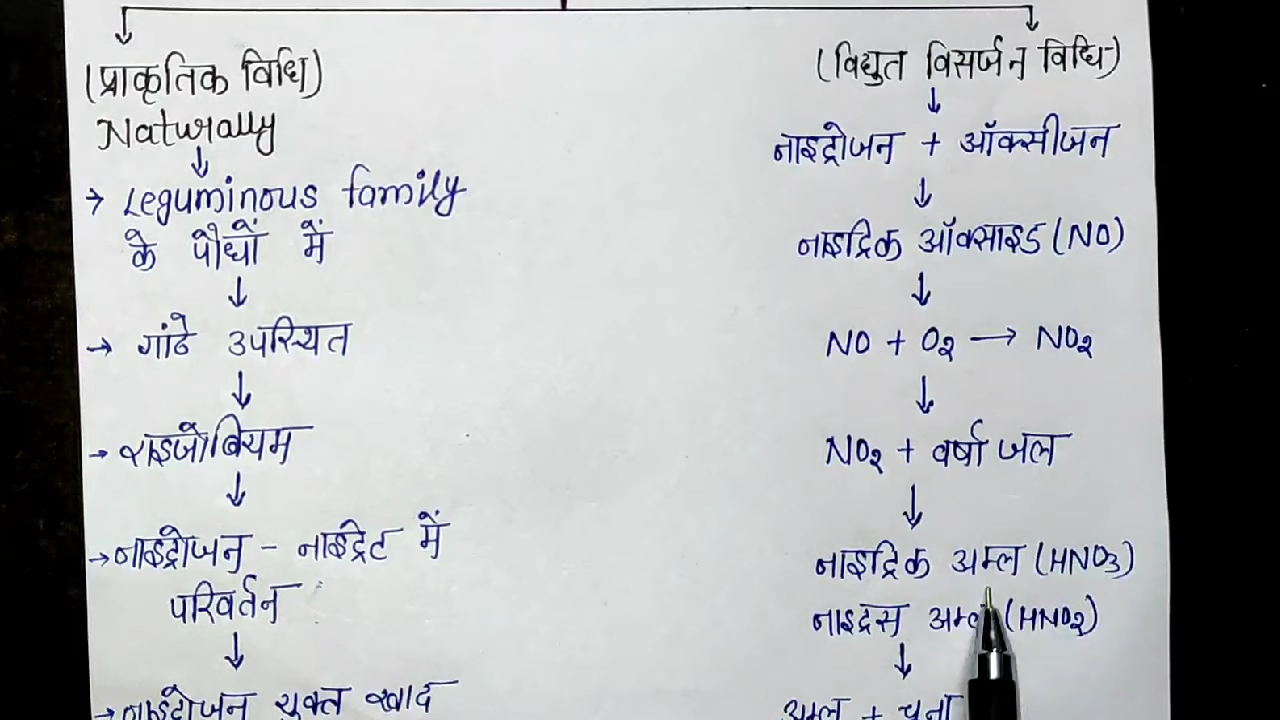 (प्राकृतिक विधि)
Naturally
→ Leguminous family
के पौधों में
→ गांठे उपस्थित
→ राइजोबियम
→ नाइट्रोजन - नाइट्रेट में
परिवर्तन
→ नाइट्रोजन युक्त खाद
(विद्युत विसर्जन विधि)
नाइट्रोजन + ऑक्सीजन
नाइट्रिक ऑक्साइड (NO)
NO + O₂ → NO₂
NO₂ + वर्षा जल
नाइट्रिक अम्ल (HNO₃)
नाइट्रस अम्ल (HNO₂)
अम्ल + चूना